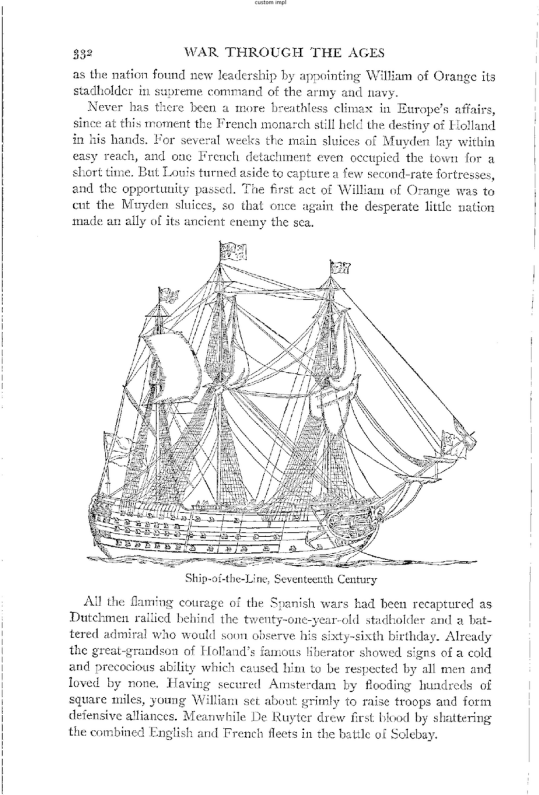 custom impl
332 WAR THROUGH THE AGES
as the nation found new leadership by appointing William of Orange its
stadholder in supreme command of the army and navy.
Never has there been a more breathless climax in Europe's affairs,
since at this moment the French monarch still held the destiny of Holland
in his hands. For several weeks the main sluices of Muyden lay within
easy reach, and one French detachment even occupied the town for a
short time. But Louis turned aside to capture a few second-rate fortresses,
and the opportunity passed. The first act of William of Orange was to
cut the Muyden sluices, so that once again the desperate little nation
made an ally of its ancient enemy the sea.
Ship-of-the-Line, Seventeenth Century
All the flaming courage of the Spanish wars had been recaptured as
Dutchmen rallied behind the twenty-one-year-old stadholder and a bat-
tered admiral who would soon observe his sixty-sixth birthday. Already
the great-grandson of Holland's famous liberator showed signs of a cold
and precocious ability which caused him to be respected by all men and
loved by none. Having secured Amsterdam by flooding hundreds of
square miles, young William set about grimly to raise troops and form
defensive alliances. Meanwhile De Ruyter drew first blood by shattering
the combined English and French fleets in the battle of Solebay.